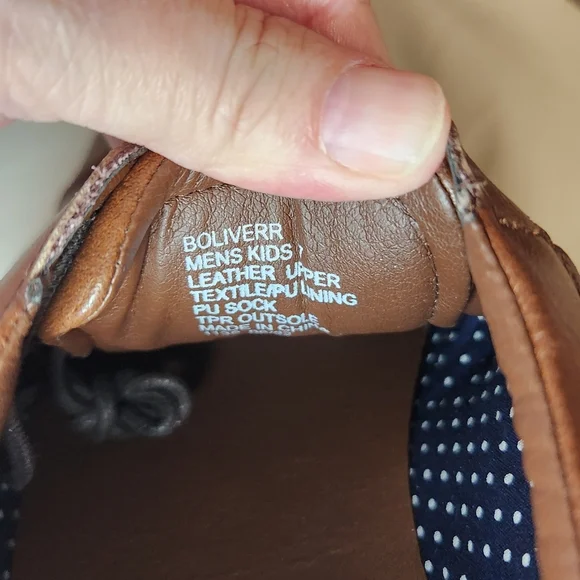 BOLIVERR
MENS KIDS
LEATHER UPPER
TEXTILE/PU LINING
PU SOCK
TPR OUTSOLE
MADE IN CHINA